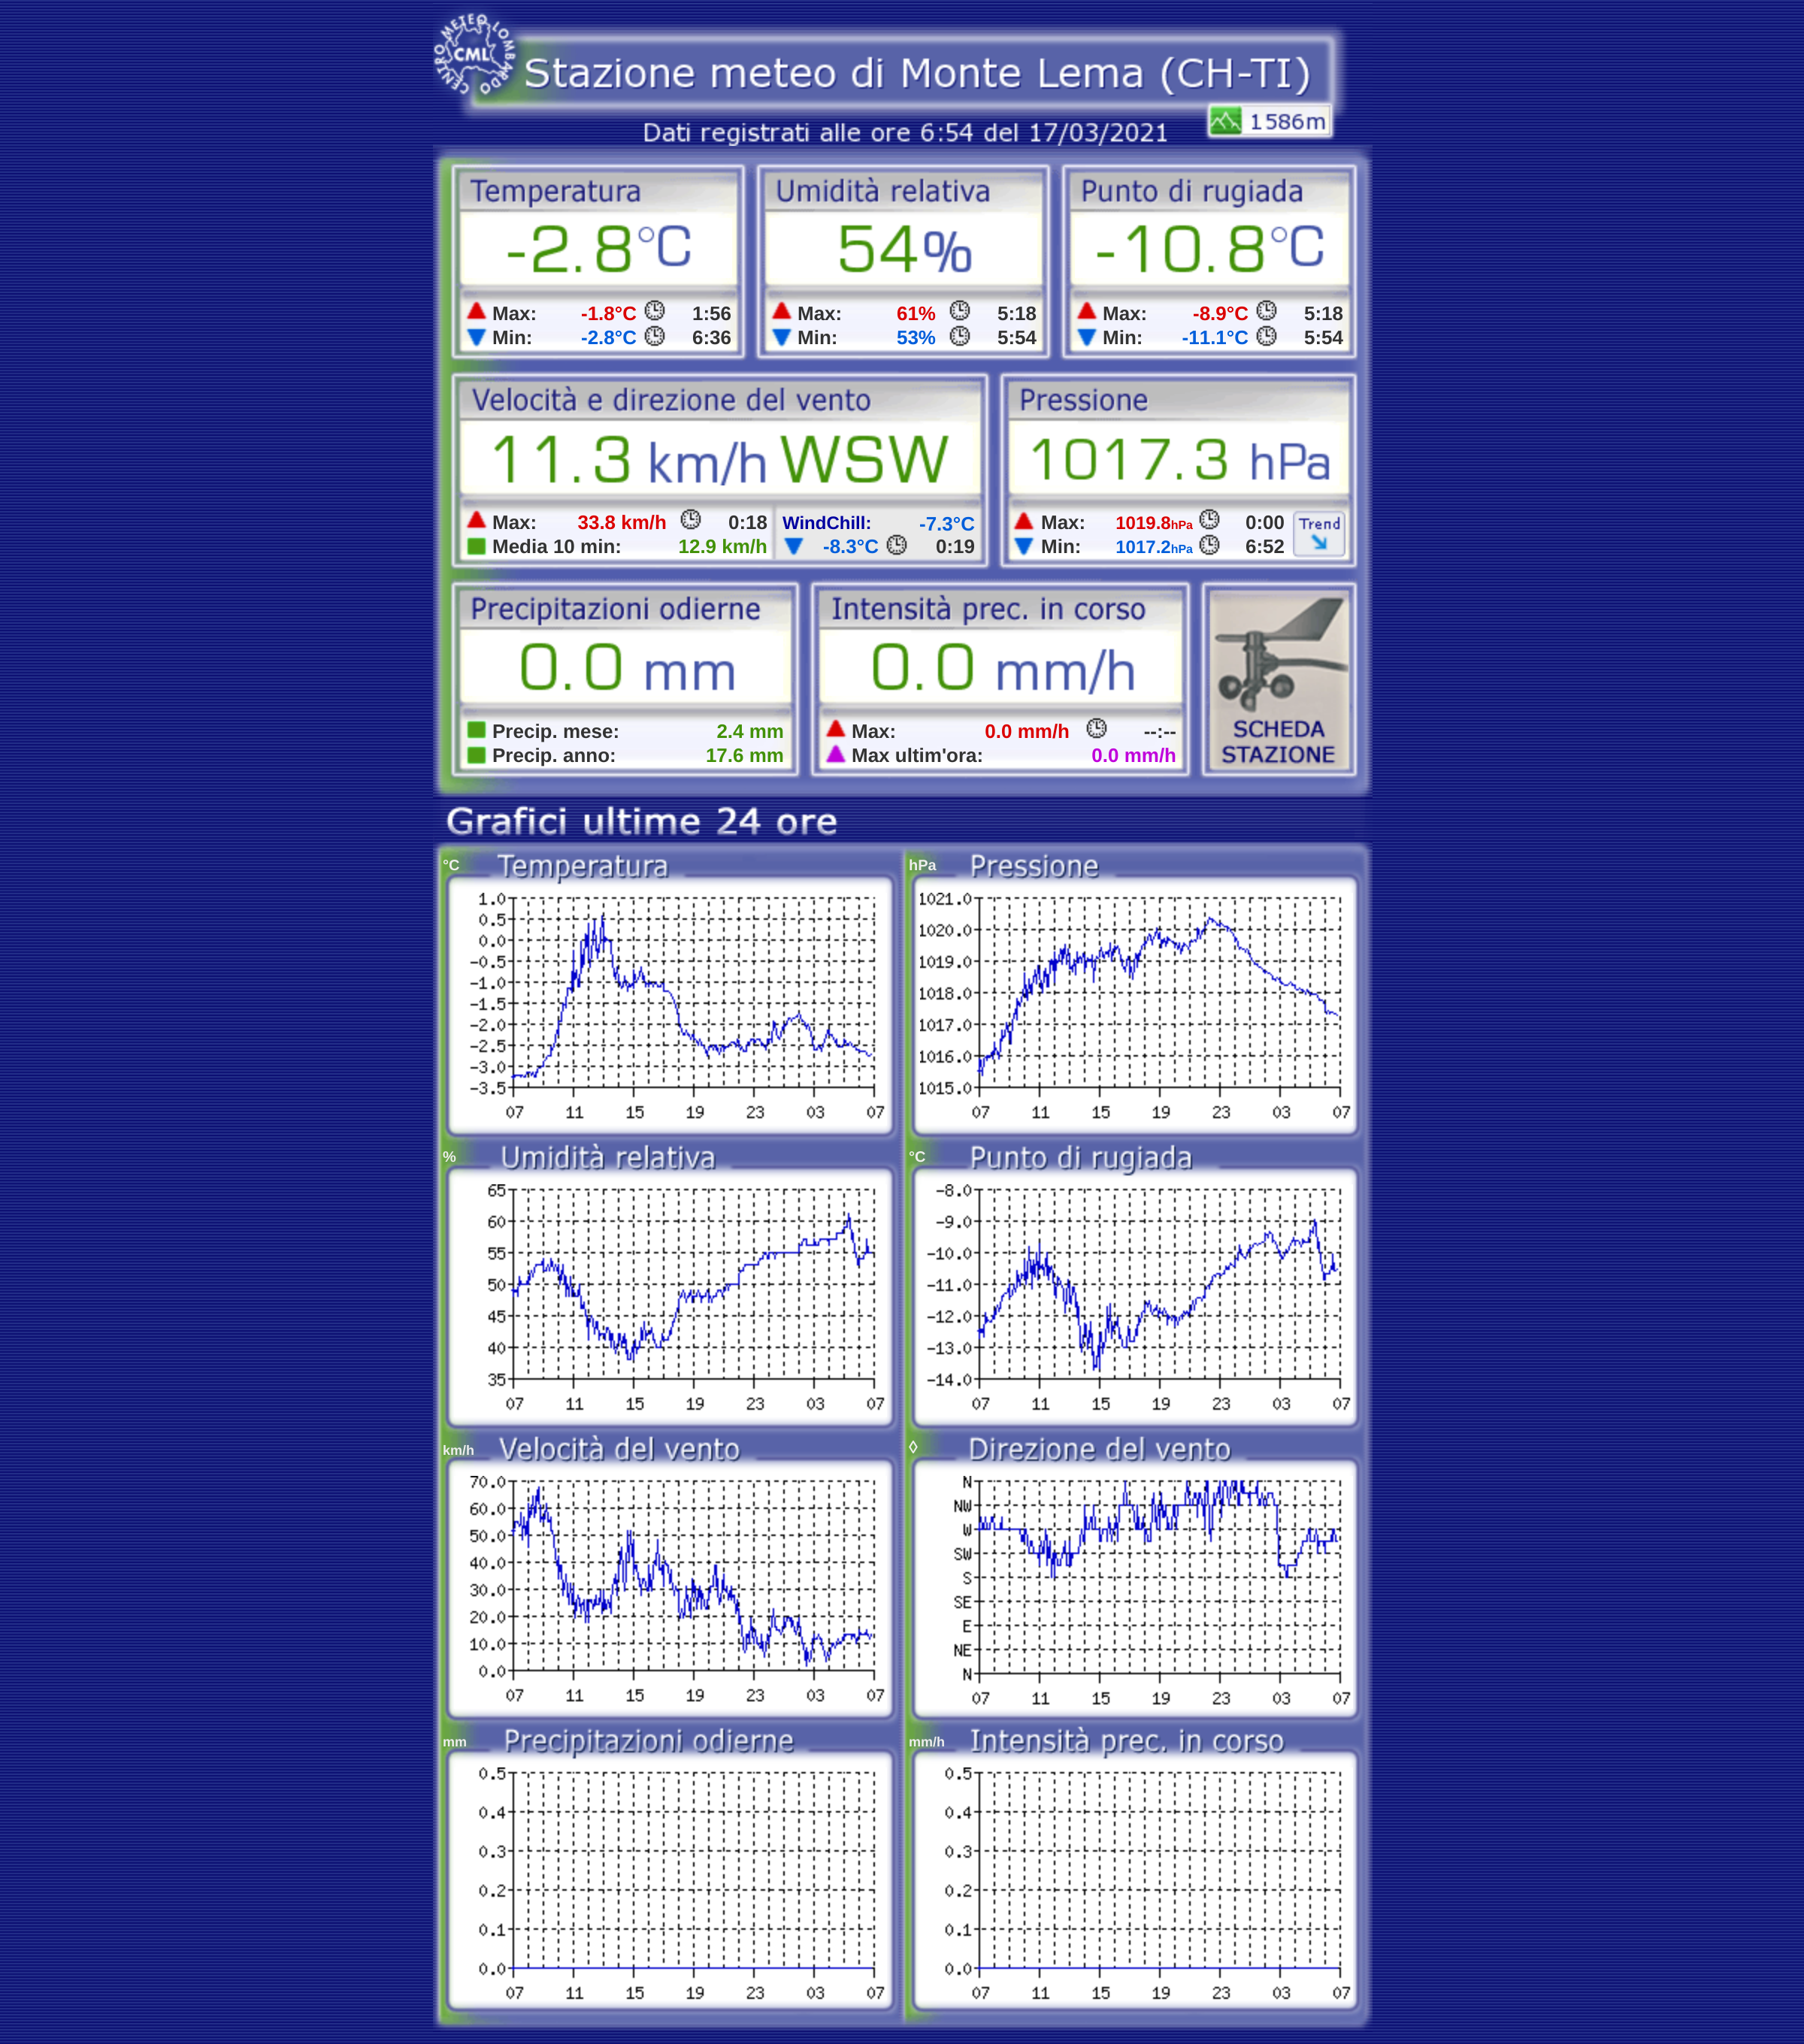 CENTRO METEO LOMBARDO
CML
Stazione meteo di Monte Lema (CH-TI)
1586m
Dati registrati alle ore 6:54 del 17/03/2021
Temperatura
-2.8°C
Max: -1.8°C 1:56
Min: -2.8°C 6:36
Umidità relativa
54%
Max: 61% 5:18
Min: 53% 5:54
Punto di rugiada
-10.8°C
Max: -8.9°C 5:18
Min: -11.1°C 5:54
Velocità e direzione del vento
11.3 km/h WSW
Max: 33.8 km/h 0:18
Media 10 min: 12.9 km/h
WindChill: -7.3°C
-8.3°C 0:19
Pressione
1017.3 hPa
Max: 1019.8hPa 0:00
Min: 1017.2hPa 6:52
Trend
Precipitazioni odierne
0.0 mm
Precip. mese: 2.4 mm
Precip. anno: 17.6 mm
Intensità prec. in corso
0.0 mm/h
Max: 0.0 mm/h --:--
Max ultim'ora: 0.0 mm/h
SCHEDA
STAZIONE
Grafici ultime 24 ore
°C Temperatura
1.0
0.5
0.0
-0.5
-1.0
-1.5
-2.0
-2.5
-3.0
-3.5
07 11 15 19 23 03 07
hPa Pressione
1021.0
1020.0
1019.0
1018.0
1017.0
1016.0
1015.0
07 11 15 19 23 03 07
% Umidità relativa
65
60
55
50
45
40
35
07 11 15 19 23 03 07
°C Punto di rugiada
-8.0
-9.0
-10.0
-11.0
-12.0
-13.0
-14.0
07 11 15 19 23 03 07
km/h Velocità del vento
70.0
60.0
50.0
40.0
30.0
20.0
10.0
0.0
07 11 15 19 23 03 07
◊ Direzione del vento
N
NW
W
SW
S
SE
E
NE
N
07 11 15 19 23 03 07
mm Precipitazioni odierne
0.5
0.4
0.3
0.2
0.1
0.0
07 11 15 19 23 03 07
mm/h Intensità prec. in corso
0.5
0.4
0.3
0.2
0.1
0.0
07 11 15 19 23 03 07